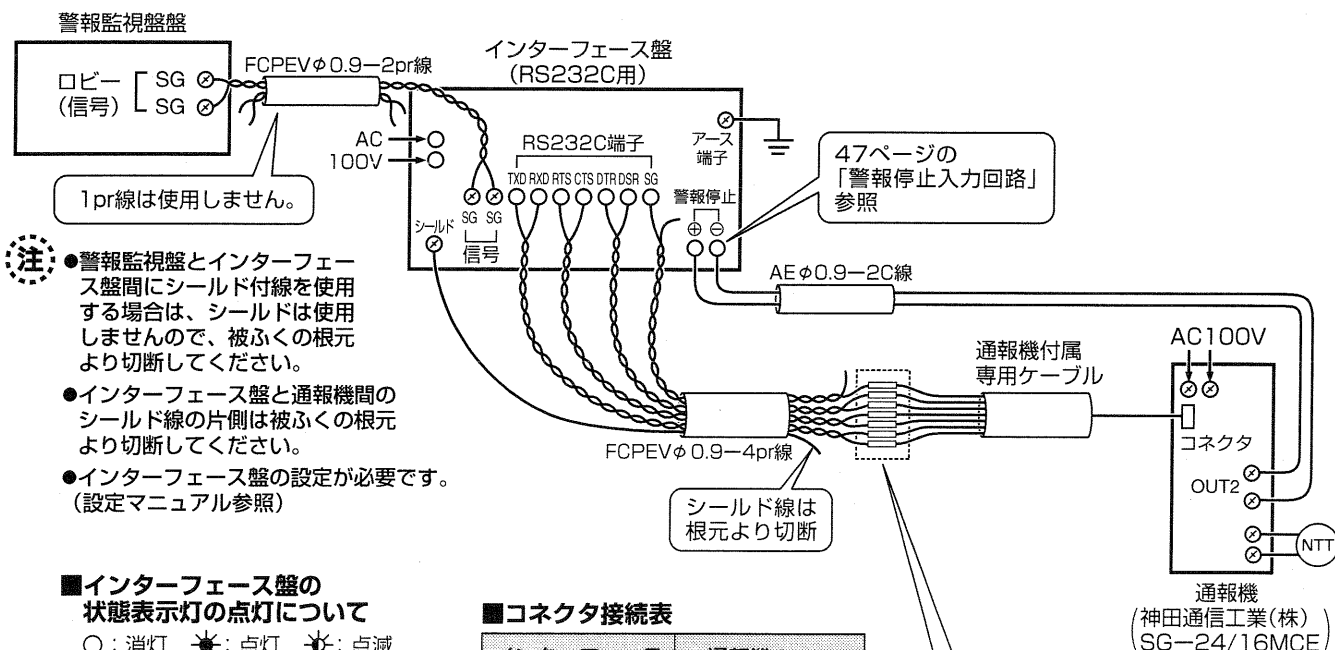 警報監視盤盤
ロビー
(信号)
SG
SG
FCPEVφ0.9ー2pr線
1pr線は使用しません。
インターフェース盤
(RS232C用)
AC
100V
RS232C端子
TXD RXD RTS CTS DTR DSR SG
アース
端子
シールド
SG SG
信号
警報停止
⊕ ⊖
47ページの
「警報停止入力回路」
参照
AEφ0.9ー2C線
注
●警報監視盤とインターフェー
ス盤間にシールド付線を使用
する場合は、シールドは使用
しませんので、被ふくの根元
より切断してください。
●インターフェース盤と通報機間の
シールド線の片側は被ふくの根元
より切断してください。
●インターフェース盤の設定が必要です。
(設定マニュアル参照)
FCPEVφ0.9ー4pr線
シールド線は
根元より切断
通報機付属
専用ケーブル
AC100V
コネクタ
OUT2
NTT
通報機
(神田通信工業(株)
SGー24/16MCE)
■インターフェース盤の
状態表示灯の点灯について
○:消灯 :点灯 :点滅
■コネクタ接続表